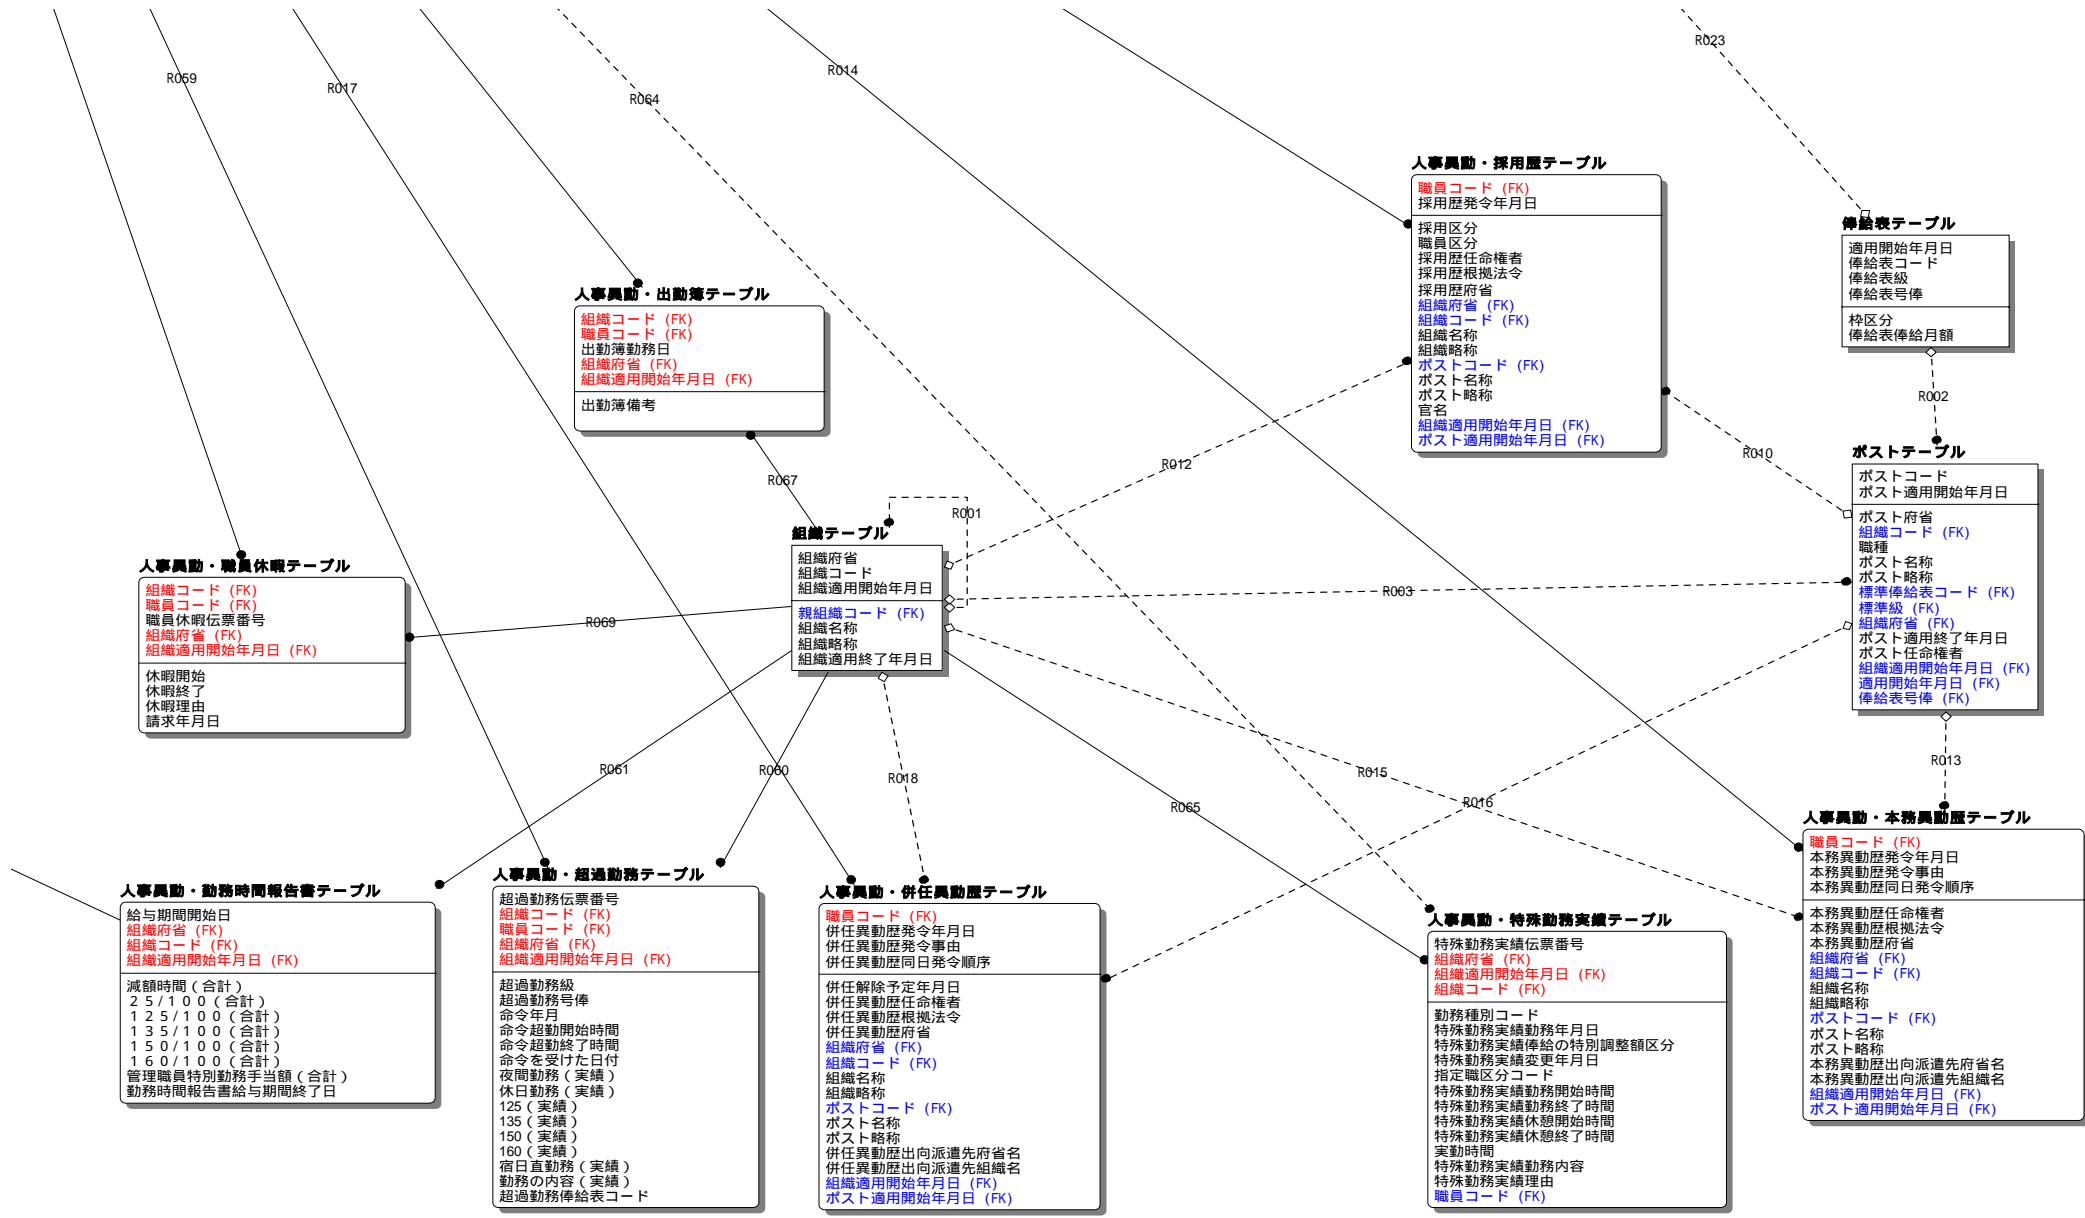 R023
R014
R059
R017
R064
人事異動・採用歴テーブル
職員コード (FK)
採用歴発令年月日
採用区分
職員区分
採用歴任命権者
採用歴根拠法令
採用歴府省
組織府省 (FK)
組織コード (FK)
組織名称
組織略称
ポストコード (FK)
ポスト名称
ポスト略称
官名
組織適用開始年月日 (FK)
ポスト適用開始年月日 (FK)
俸給表テーブル
適用開始年月日
俸給表コード
俸給表級
俸給表号俸
枠区分
俸給表俸給月額
人事異動・出勤簿テーブル
組織コード (FK)
職員コード (FK)
出勤簿勤務日
組織府省 (FK)
組織適用開始年月日 (FK)
出勤簿備考
R002
R012
R010
R067
R001
ポストテーブル
ポストコード
ポスト適用開始年月日
ポスト府省
組織コード (FK)
職種
ポスト名称
ポスト略称
標準俸給表コード (FK)
標準級 (FK)
組織府省 (FK)
ポスト適用終了年月日
ポスト任命権者
組織適用開始年月日 (FK)
適用開始年月日 (FK)
俸給表号俸 (FK)
組織テーブル
組織府省
組織コード
組織適用開始年月日
親組織コード (FK)
組織名称
組織略称
組織適用終了年月日
人事異動・職員休暇テーブル
組織コード (FK)
職員コード (FK)
職員休暇伝票番号
組織府省 (FK)
組織適用開始年月日 (FK)
休暇開始
休暇終了
休暇理由
請求年月日
R003
R069
R061
R060
R018
R015
R016
R065
R013
人事異動・勤務時間報告書テーブル
給与期間開始日
組織府省 (FK)
組織コード (FK)
組織適用開始年月日 (FK)
減額時間（合計）
２５/１００（合計）
１２５/１００（合計）
１３５/１００（合計）
１５０/１００（合計）
１６０/１００（合計）
管理職員特別勤務手当額（合計）
勤務時間報告書給与期間終了日
人事異動・超過勤務テーブル
超過勤務伝票番号
組織コード (FK)
職員コード (FK)
組織府省 (FK)
組織適用開始年月日 (FK)
超過勤務級
超過勤務号俸
命令年月
命令超勤開始時間
命令超勤終了時間
命令を受けた日付
夜間勤務（実績）
休日勤務（実績）
125（実績）
135（実績）
150（実績）
160（実績）
宿日直勤務（実績）
勤務の内容（実績）
超過勤務俸給表コード
人事異動・併任異動歴テーブル
職員コード (FK)
併任異動歴発令年月日
併任異動歴発令事由
併任異動歴同日発令順序
併任解除予定年月日
併任異動歴任命権者
併任異動歴根拠法令
併任異動歴府省
組織府省 (FK)
組織コード (FK)
組織名称
組織略称
ポストコード (FK)
ポスト名称
ポスト略称
併任異動歴出向派遣先府省名
併任異動歴出向派遣先組織名
組織適用開始年月日 (FK)
ポスト適用開始年月日 (FK)
人事異動・特殊勤務実績テーブル
特殊勤務実績伝票番号
組織府省 (FK)
組織適用開始年月日 (FK)
組織コード (FK)
勤務種別コード
特殊勤務実績勤務年月日
特殊勤務実績俸給の特別調整額区分
特殊勤務実績変更年月日
指定職区分コード
特殊勤務実績勤務開始時間
特殊勤務実績勤務終了時間
特殊勤務実績休憩開始時間
特殊勤務実績休憩終了時間
実勤時間
特殊勤務実績勤務内容
特殊勤務実績理由
職員コード (FK)
人事異動・本務異動歴テーブル
職員コード (FK)
本務異動歴発令年月日
本務異動歴発令事由
本務異動歴同日発令順序
本務異動歴任命権者
本務異動歴根拠法令
本務異動歴府省
組織府省 (FK)
組織コード (FK)
組織名称
組織略称
ポストコード (FK)
ポスト名称
ポスト略称
本務異動歴出向派遣先府省名
本務異動歴出向派遣先組織名
組織適用開始年月日 (FK)
ポスト適用開始年月日 (FK)